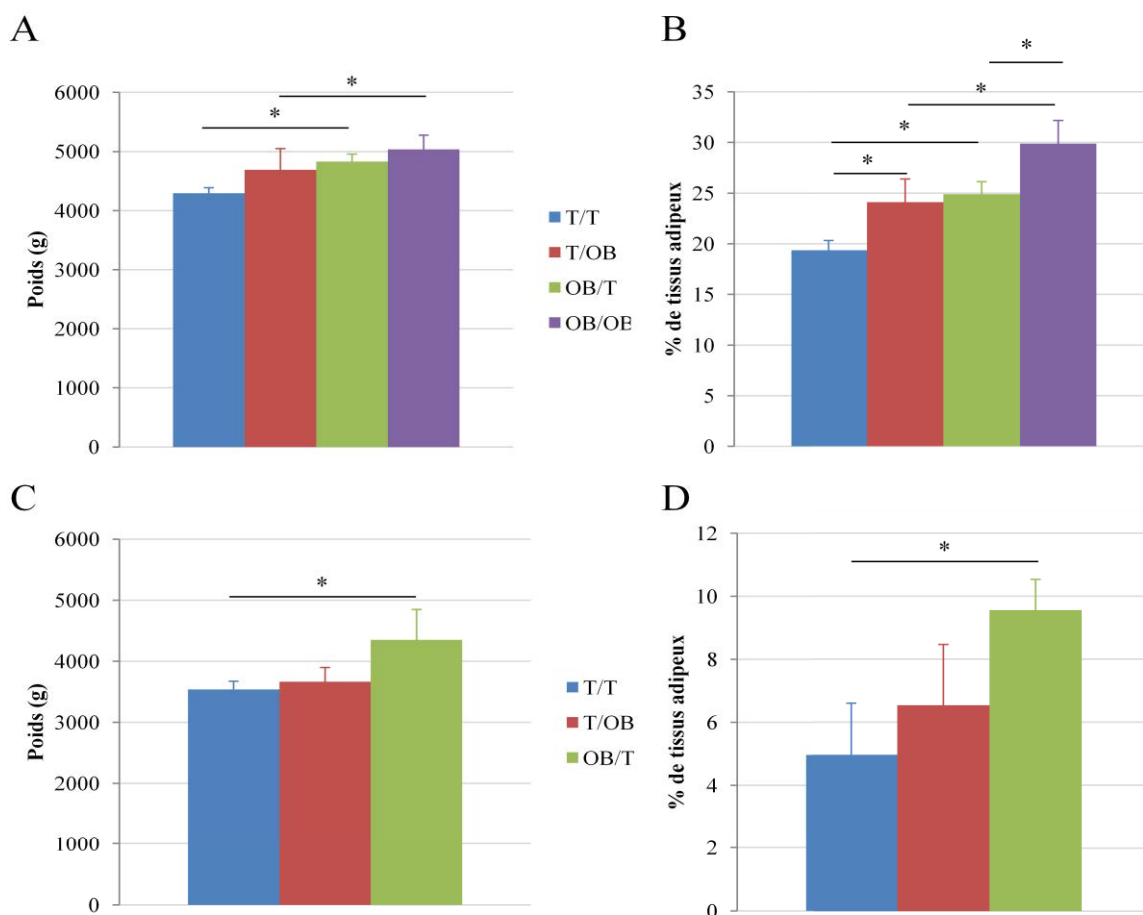 A
6000
5000
4000
3000
2000
1000
0
Poids (g)
*
*
T/T
T/OB
OB/T
OB/OB
B
35
30
25
20
15
10
5
0
% de tissus adipeux
*
*
*
*
C
6000
5000
4000
3000
2000
1000
0
Poids (g)
*
T/T
T/OB
OB/T
D
12
10
8
6
4
2
0
% de tissus adipeux
*